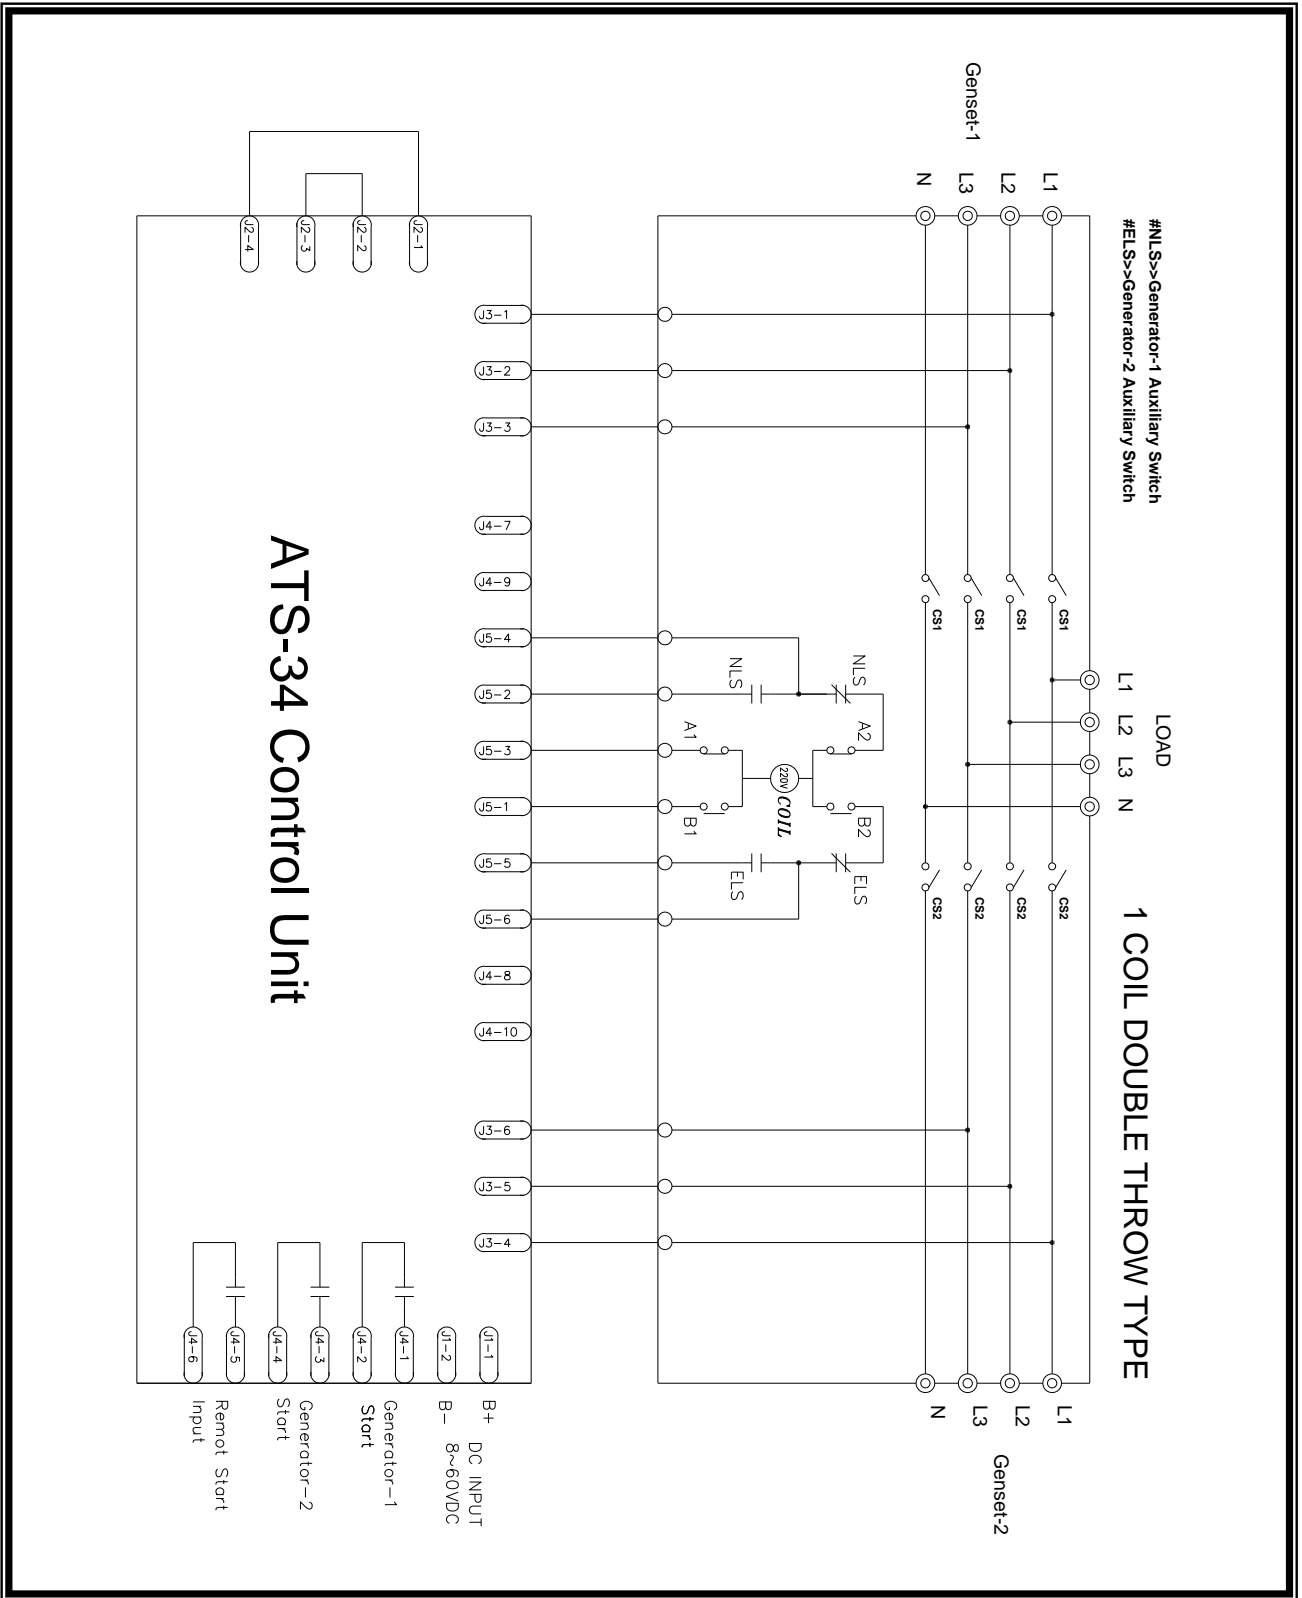 1 COIL DOUBLE THROW TYPE
#NLS>>Generator-1 Auxiliary Switch
#ELS>>Generator-2 Auxiliary Switch
LOAD
L1
L2
L3
N
Genset-1
L1
L2
L3
N
Genset-2
L1
L2
L3
N
CS1
CS1
CS1
CS1
CS2
CS2
CS2
CS2
NLS
A2
B2
ELS
220V
COIL
NLS
A1
B1
ELS
J3-1
J3-2
J3-3
J4-7
J4-9
J5-4
J5-2
J5-3
J5-1
J5-5
J5-6
J4-8
J4-10
J3-6
J3-5
J3-4
J2-1
J2-2
J2-3
J2-4
ATS-34 Control Unit
J1-1
B+
DC INPUT
J1-2
B-
8~60VDC
J4-1
Generator-1
J4-2
Start
J4-3
Generator-2
J4-4
Start
J4-5
Remot Start
J4-6
Input